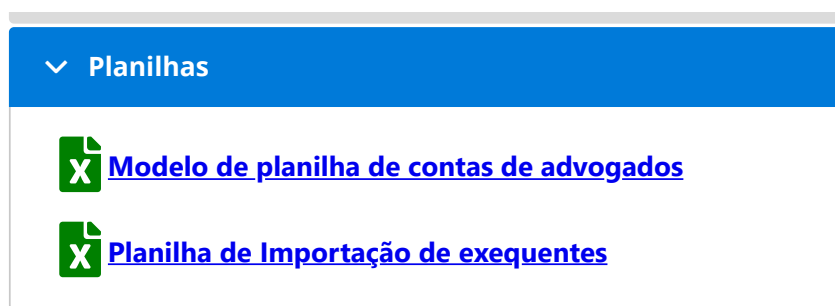 Planilhas
Modelo de planilha de contas de advogados
Planilha de Importação de exequentes